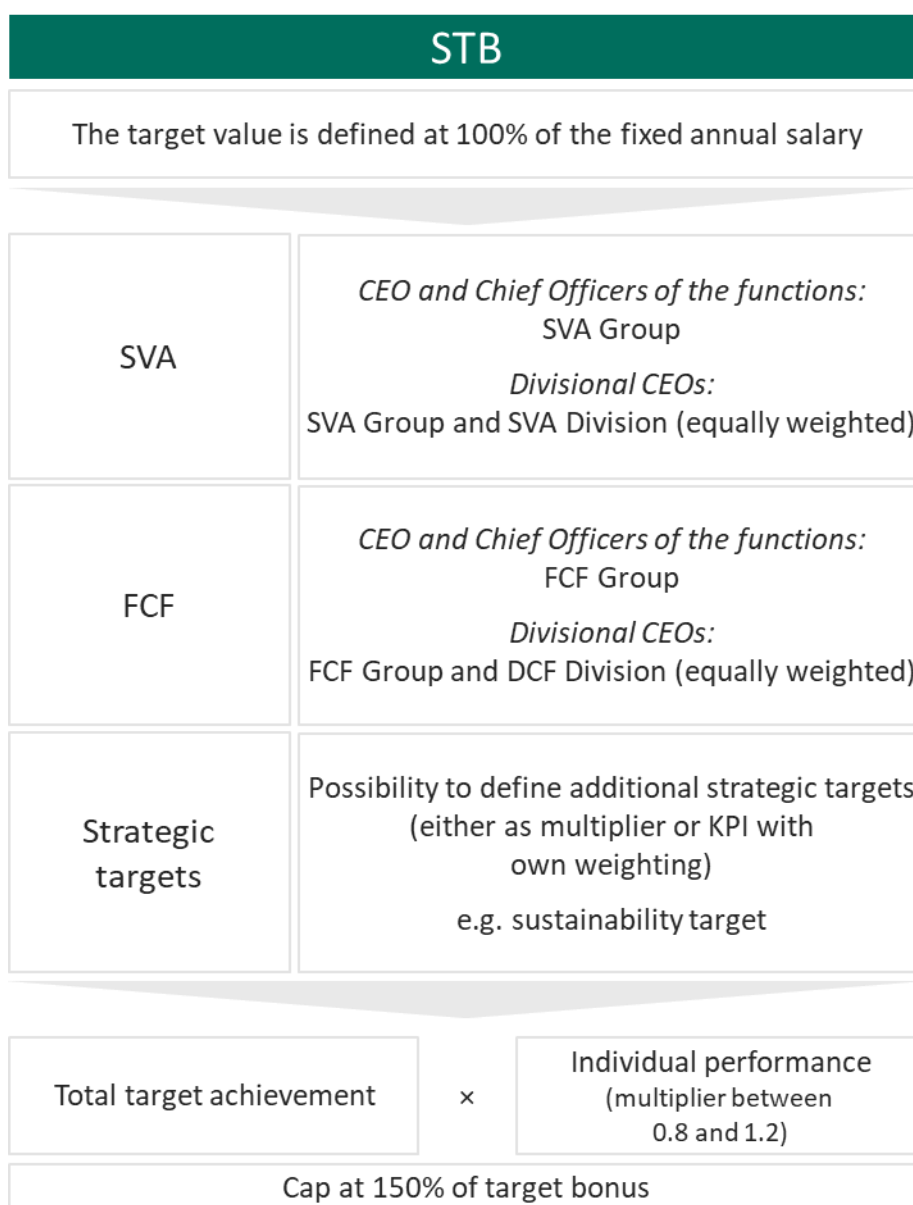 STB
The target value is defined at 100% of the fixed annual salary
SVA
CEO and Chief Officers of the functions:
SVA Group
Divisional CEOs:
SVA Group and SVA Division (equally weighted)
FCF
CEO and Chief Officers of the functions:
FCF Group
Divisional CEOs:
FCF Group and DCF Division (equally weighted)
Strategic
targets
Possibility to define additional strategic targets
(either as multiplier or KPI with
own weighting)
e.g. sustainability target
Total target achievement
×
Individual performance
(multiplier between
0.8 and 1.2)
Cap at 150% of target bonus